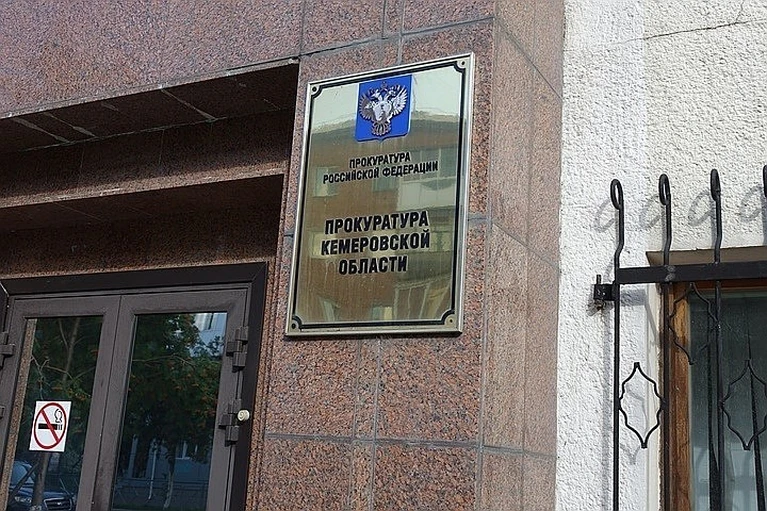 ПРОКУРАТУРА
РОССИЙСКОЙ ФЕДЕРАЦИИ
ПРОКУРАТУРА
КЕМЕРОВСКОЙ
ОБЛАСТИ